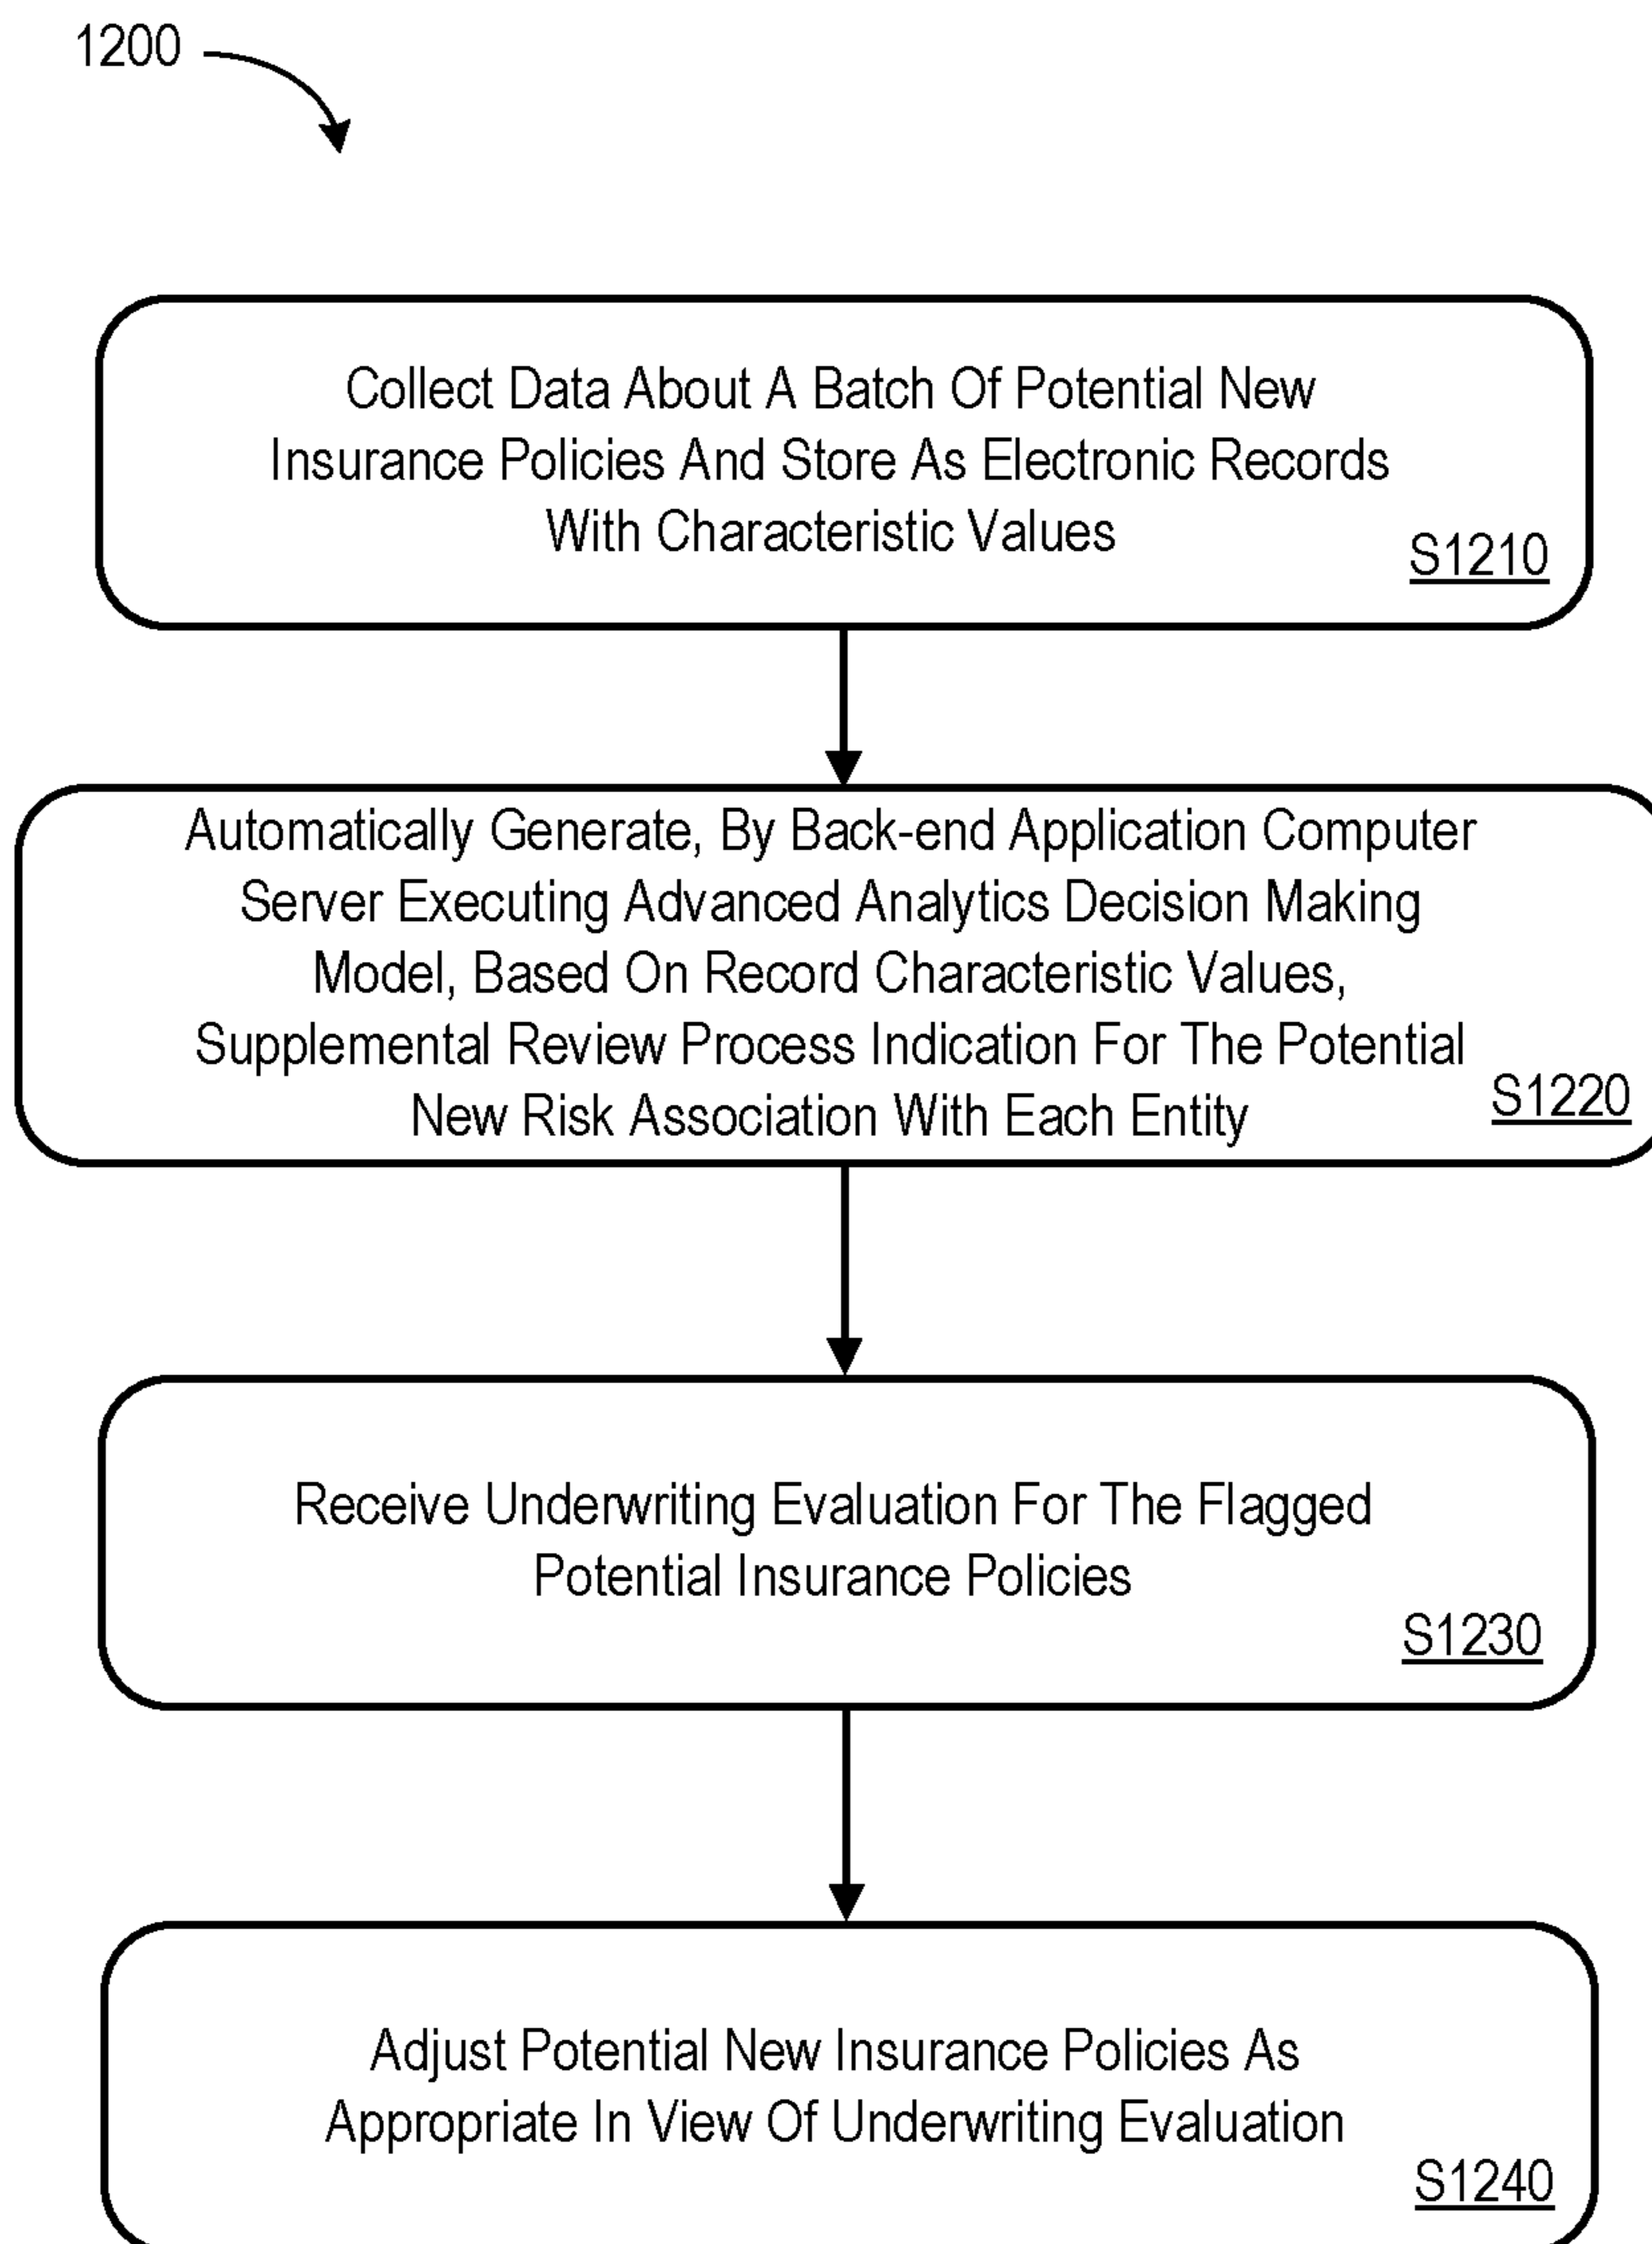 1200
Collect Data About A Batch Of Potential New
Insurance Policies And Store As Electronic Records
With Characteristic Values
S1210
Automatically Generate, By Back-end Application Computer
Server Executing Advanced Analytics Decision Making
Model, Based On Record Characteristic Values,
Supplemental Review Process Indication For The Potential
New Risk Association With Each Entity
S1220
Receive Underwriting Evaluation For The Flagged
Potential Insurance Policies
S1230
Adjust Potential New Insurance Policies As
Appropriate In View Of Underwriting Evaluation
S1240